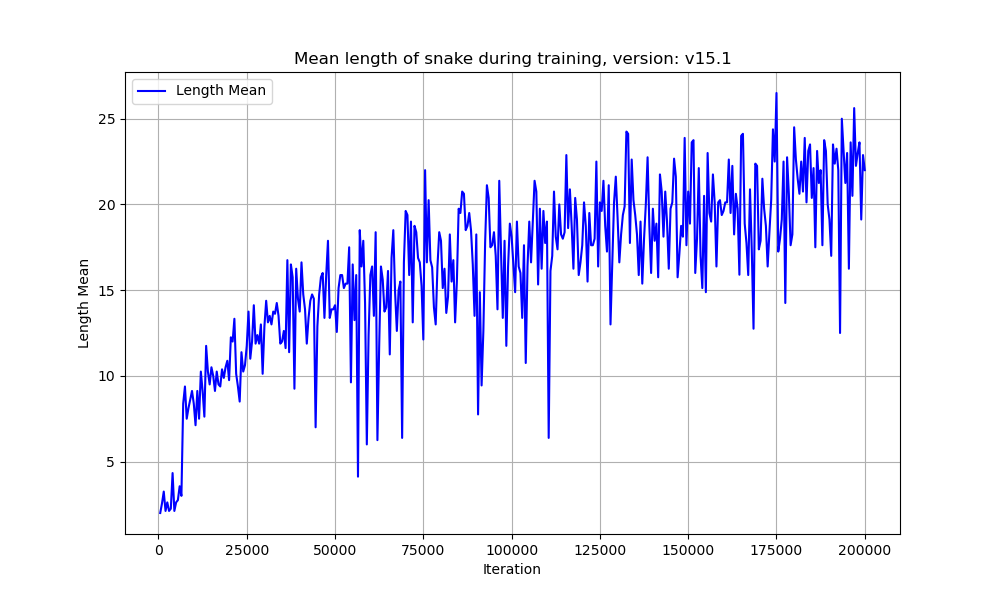 Mean length of snake during training, version: v15.1
Length Mean
25
20
15
10
5
Length Mean
0 25000 50000 75000 100000 125000 150000 175000 200000
Iteration